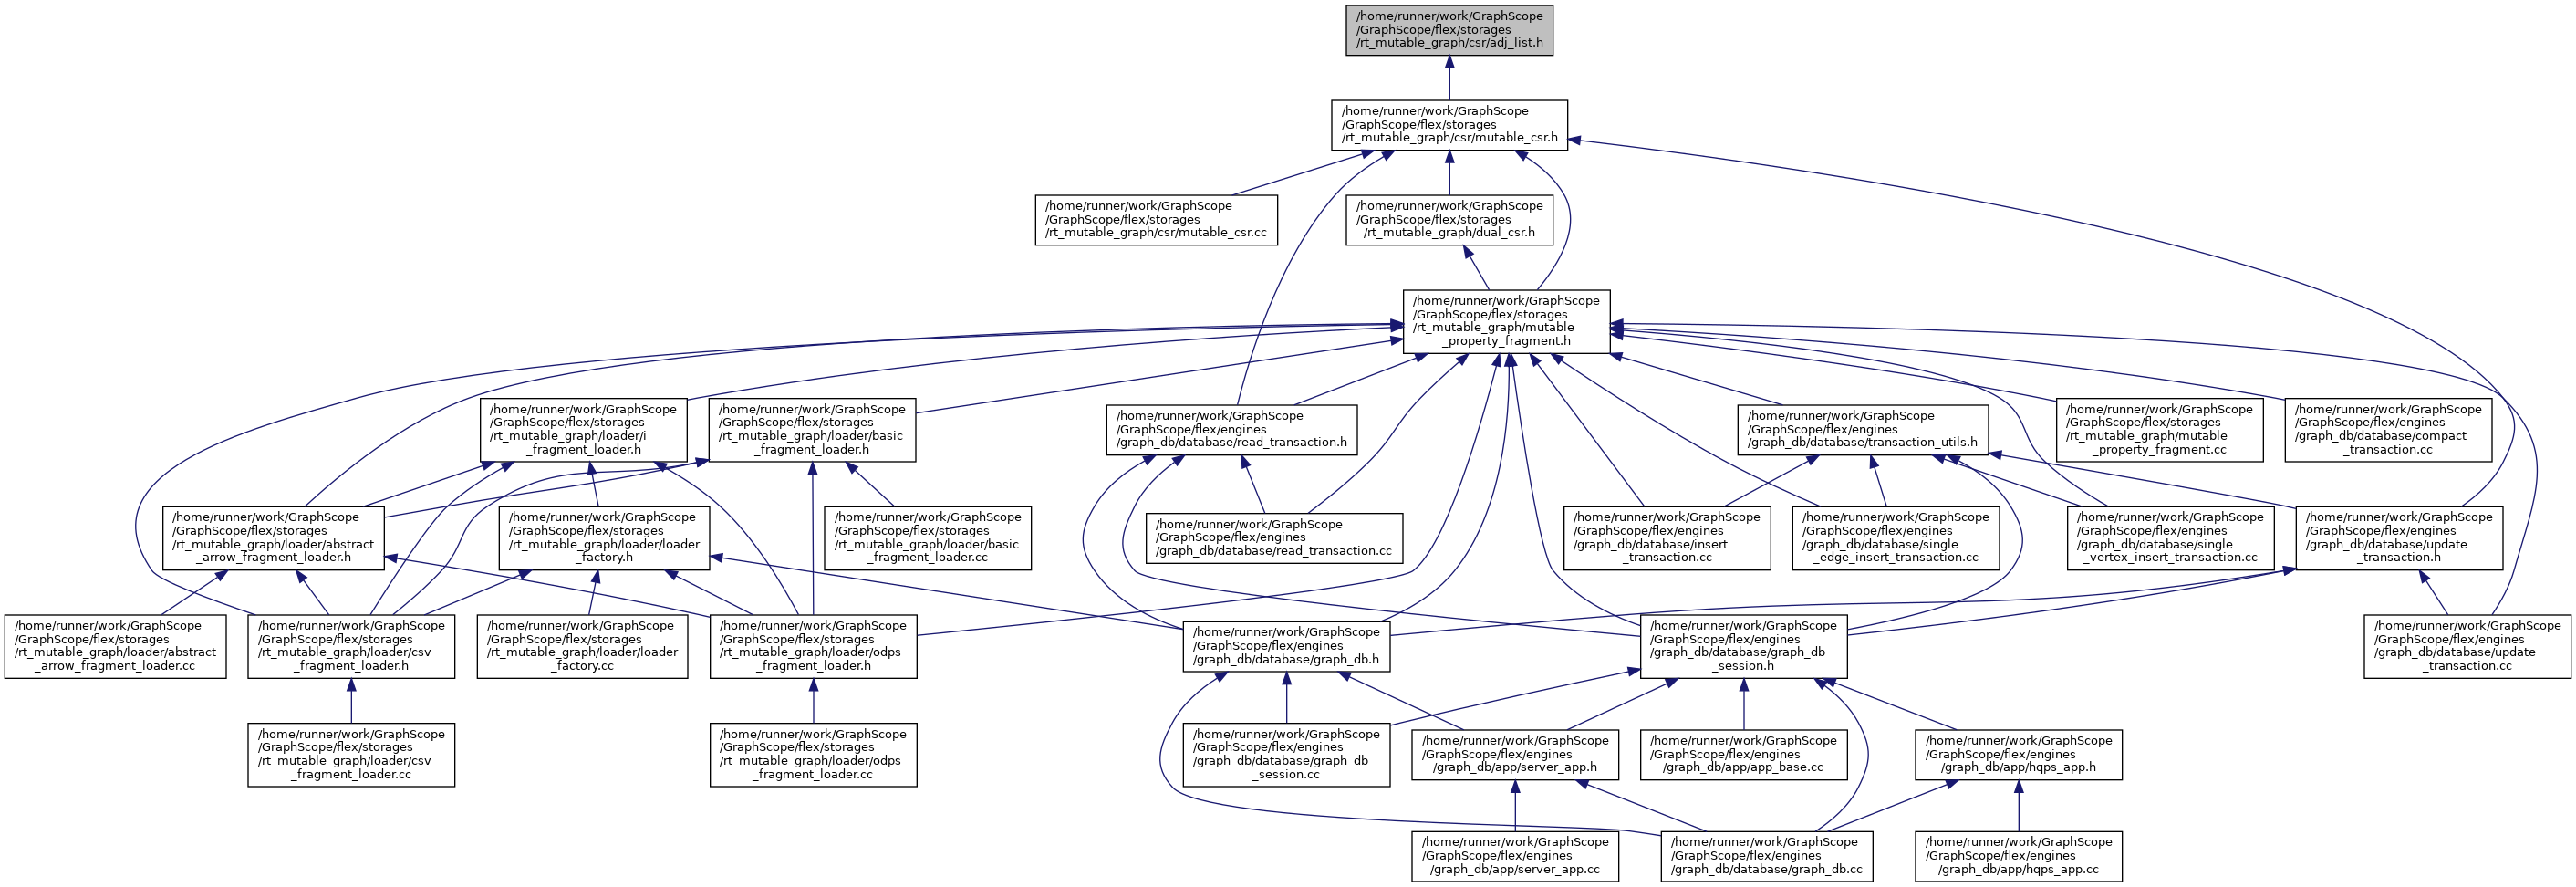 /home/runner/work/GraphScope
/GraphScope/flex/storages
/rt_mutable_graph/csr/adj_list.h
/home/runner/work/GraphScope
/GraphScope/flex/storages
/rt_mutable_graph/csr/mutable_csr.h
/home/runner/work/GraphScope
/GraphScope/flex/storages
/rt_mutable_graph/csr/mutable_csr.cc
/home/runner/work/GraphScope
/GraphScope/flex/storages
/rt_mutable_graph/dual_csr.h
/home/runner/work/GraphScope
/GraphScope/flex/storages
/rt_mutable_graph/mutable
_property_fragment.h
/home/runner/work/GraphScope
/GraphScope/flex/storages
/rt_mutable_graph/loader/i
_fragment_loader.h
/home/runner/work/GraphScope
/GraphScope/flex/storages
/rt_mutable_graph/loader/basic
_fragment_loader.h
/home/runner/work/GraphScope
/GraphScope/flex/engines
/graph_db/database/read_transaction.h
/home/runner/work/GraphScope
/GraphScope/flex/engines
/graph_db/database/transaction_utils.h
/home/runner/work/GraphScope
/GraphScope/flex/storages
/rt_mutable_graph/mutable
_property_fragment.cc
/home/runner/work/GraphScope
/GraphScope/flex/engines
/graph_db/database/compact
_transaction.cc
/home/runner/work/GraphScope
/GraphScope/flex/storages
/rt_mutable_graph/loader/abstract
_arrow_fragment_loader.h
/home/runner/work/GraphScope
/GraphScope/flex/storages
/rt_mutable_graph/loader/loader
_factory.h
/home/runner/work/GraphScope
/GraphScope/flex/storages
/rt_mutable_graph/loader/basic
_fragment_loader.cc
/home/runner/work/GraphScope
/GraphScope/flex/engines
/graph_db/database/read_transaction.cc
/home/runner/work/GraphScope
/GraphScope/flex/engines
/graph_db/database/insert
_transaction.cc
/home/runner/work/GraphScope
/GraphScope/flex/engines
/graph_db/database/single
_edge_insert_transaction.cc
/home/runner/work/GraphScope
/GraphScope/flex/engines
/graph_db/database/single
_vertex_insert_transaction.cc
/home/runner/work/GraphScope
/GraphScope/flex/engines
/graph_db/database/update
_transaction.h
/home/runner/work/GraphScope
/GraphScope/flex/storages
/rt_mutable_graph/loader/abstract
_arrow_fragment_loader.cc
/home/runner/work/GraphScope
/GraphScope/flex/storages
/rt_mutable_graph/loader/csv
_fragment_loader.h
/home/runner/work/GraphScope
/GraphScope/flex/storages
/rt_mutable_graph/loader/loader
_factory.cc
/home/runner/work/GraphScope
/GraphScope/flex/storages
/rt_mutable_graph/loader/odps
_fragment_loader.h
/home/runner/work/GraphScope
/GraphScope/flex/engines
/graph_db/database/graph_db.h
/home/runner/work/GraphScope
/GraphScope/flex/engines
/graph_db/database/graph_db
_session.h
/home/runner/work/GraphScope
/GraphScope/flex/engines
/graph_db/database/update
_transaction.cc
/home/runner/work/GraphScope
/GraphScope/flex/storages
/rt_mutable_graph/loader/csv
_fragment_loader.cc
/home/runner/work/GraphScope
/GraphScope/flex/storages
/rt_mutable_graph/loader/odps
_fragment_loader.cc
/home/runner/work/GraphScope
/GraphScope/flex/engines
/graph_db/database/graph_db
_session.cc
/home/runner/work/GraphScope
/GraphScope/flex/engines
/graph_db/app/server_app.h
/home/runner/work/GraphScope
/GraphScope/flex/engines
/graph_db/app/app_base.cc
/home/runner/work/GraphScope
/GraphScope/flex/engines
/graph_db/app/hqps_app.h
/home/runner/work/GraphScope
/GraphScope/flex/engines
/graph_db/app/server_app.cc
/home/runner/work/GraphScope
/GraphScope/flex/engines
/graph_db/database/graph_db.cc
/home/runner/work/GraphScope
/GraphScope/flex/engines
/graph_db/app/hqps_app.cc